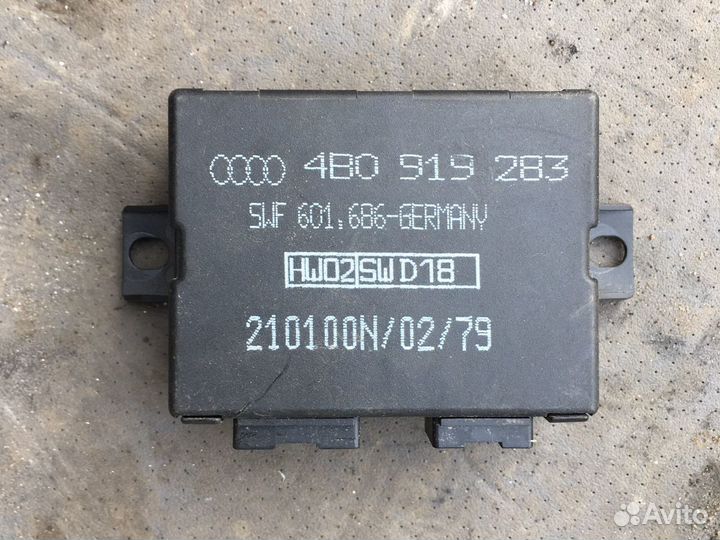 4B0 919 283
SWF 601.686-GERMANY
HW02 SW D18
210100N/02/79
Avito